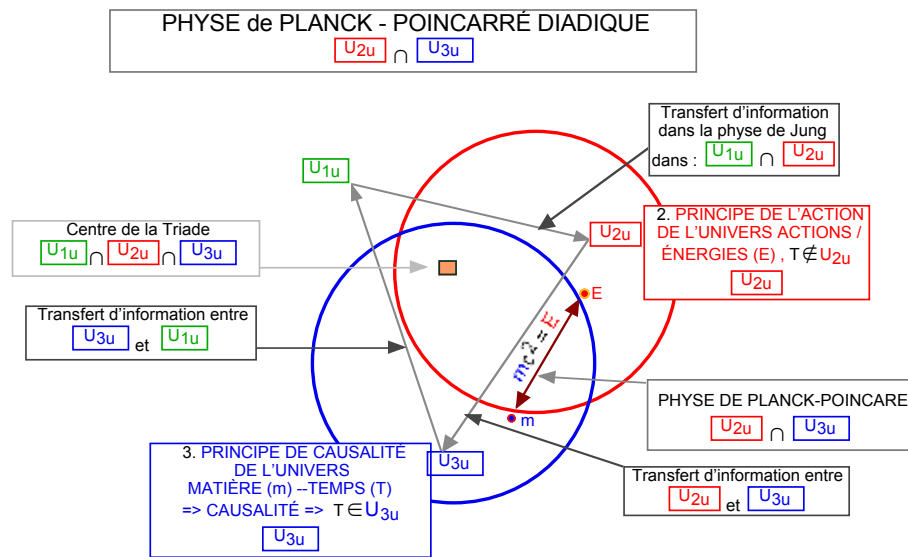 PHYSE de PLANCK - POINCARRÉ DIADIQUE
U2u ∩ U3u
Transfert d'information
dans la physe de Jung
dans : U1u ∩ U2u
U1u
U2u
2. PRINCIPE DE L'ACTION
DE L'UNIVERS ACTIONS /
ÉNERGIES (E) , T∉U2u
U2u
Centre de la Triade
U1u ∩ U2u ∩ U3u
E
Transfert d'information entre
U3u et U1u
mc2 = E
m
PHYSE DE PLANCK-POINCARE
U2u ∩ U3u
3. PRINCIPE DE CAUSALITÉ
DE L'UNIVERS
MATIÈRE (m) --TEMPS (T)
=> CAUSALITÉ => T∈U3u
U3u
U3u
Transfert d'information entre
U2u et U3u